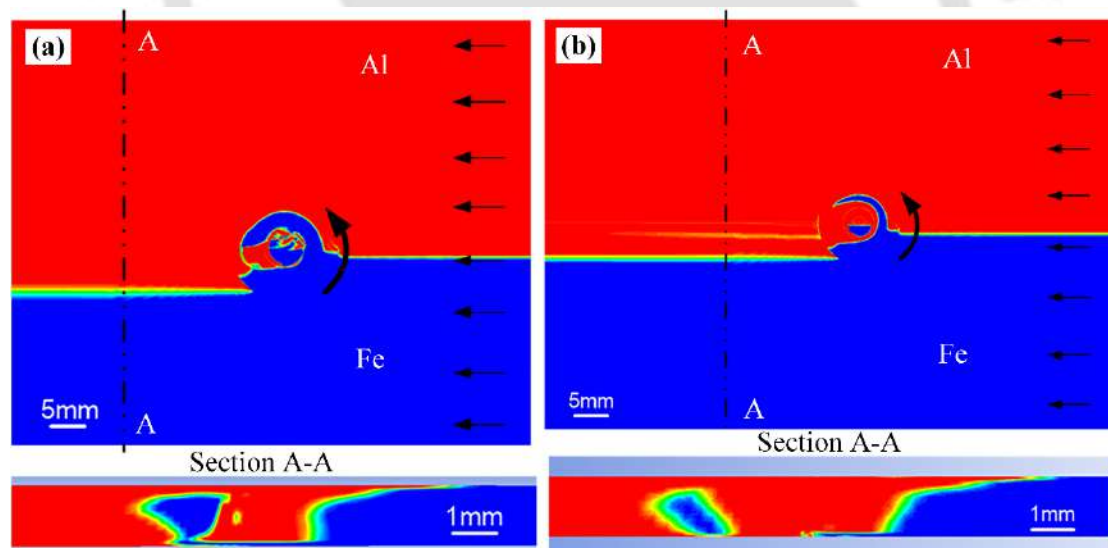 (a)
A
Al
Fe
5mm
A
Section A-A
1mm
(b)
A
Al
Fe
5mm
A
Section A-A
1mm